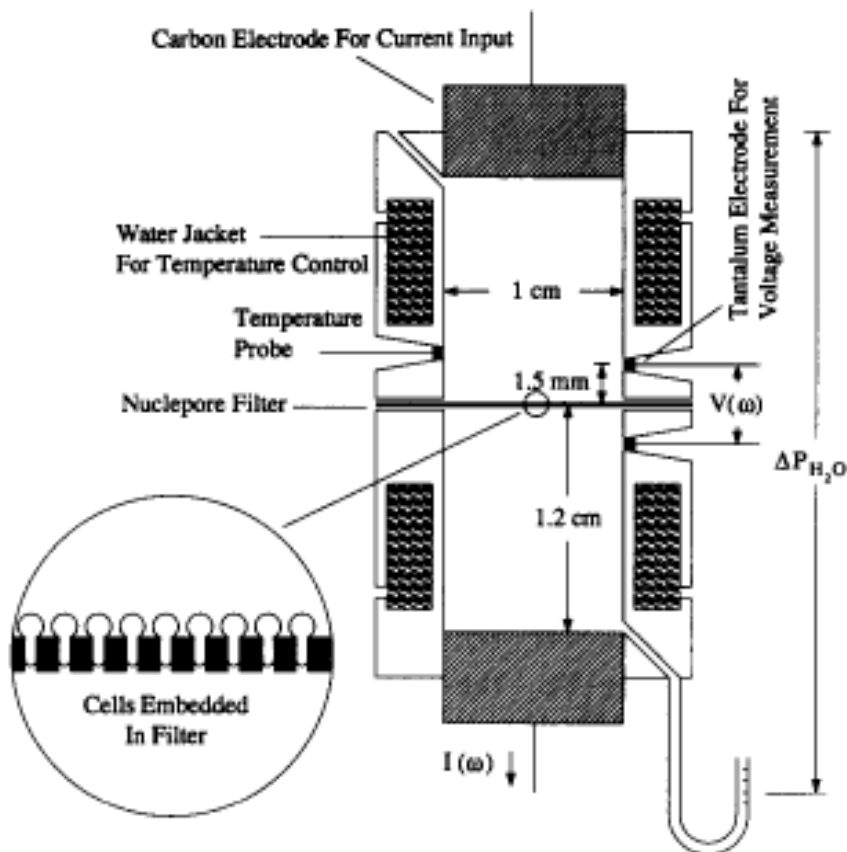 Carbon Electrode For Current Input
Tantalum Electrode For
Voltage Measurement
Water Jacket
For Temperature Control
1 cm
Temperature
Probe
1.5 mm
Nuclepore Filter
V(ω)
ΔP H₂O
1.2 cm
Cells Embedded
In Filter
I (ω)